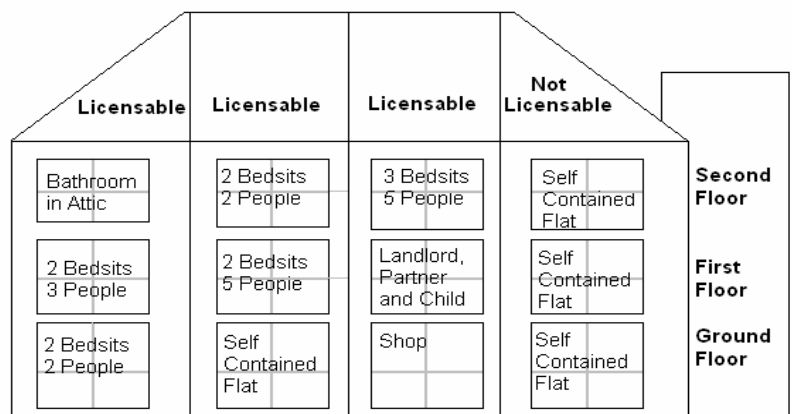 Licensable
Licensable
Licensable
Not
Licensable
Bathroom
in Attic
2 Bedsits
2 People
3 Bedsits
5 People
Self
Contained
Flat
Second
Floor
2 Bedsits
3 People
2 Bedsits
5 People
Landlord,
Partner
and Child
Self
Contained
Flat
First
Floor
2 Bedsits
2 People
Self
Contained
Flat
Shop
Self
Contained
Flat
Ground
Floor